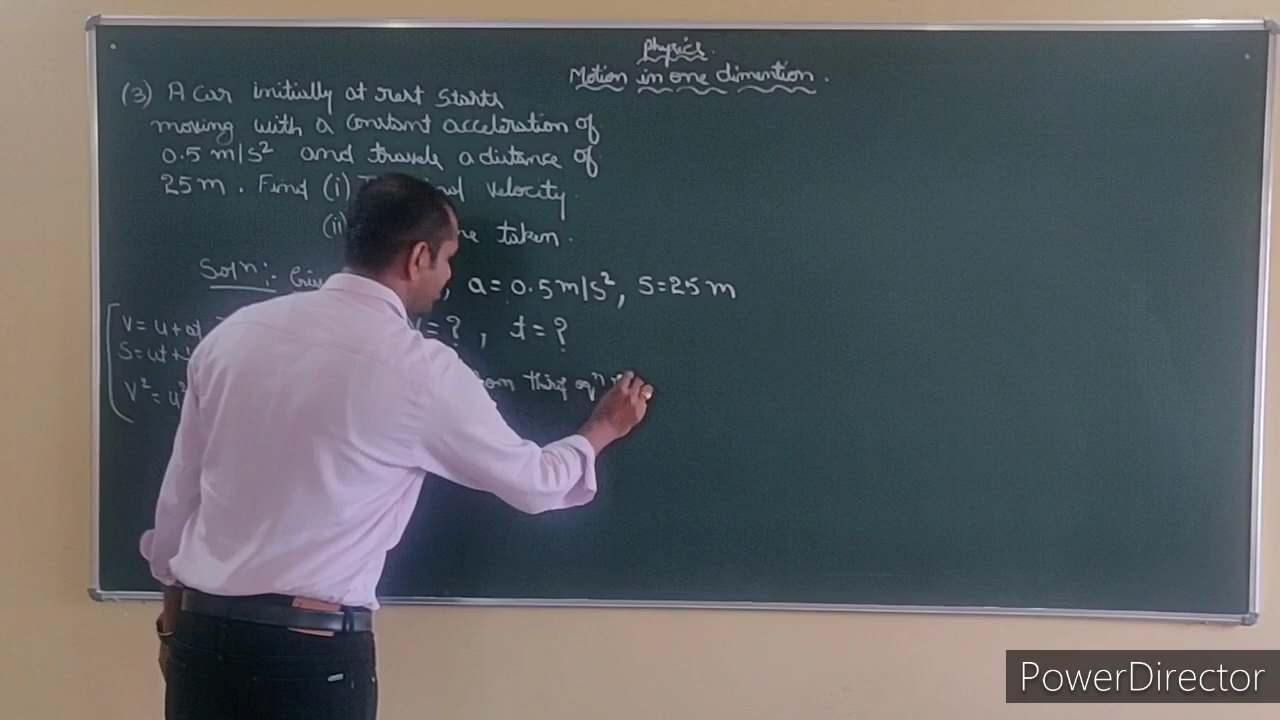 Physics.
Motion in one dimention.
(3) A car initially at rest starts
moving with a constant acceleration of
0.5 m/s² and travels a distance of
25 m. Find (i) velocity.
(ii) taken.
Solⁿ:- a = 0.5 m/s², S = 25 m
V = u + at = ? , t = ?
S = ut +
V² = u² third eqⁿ
PowerDirector